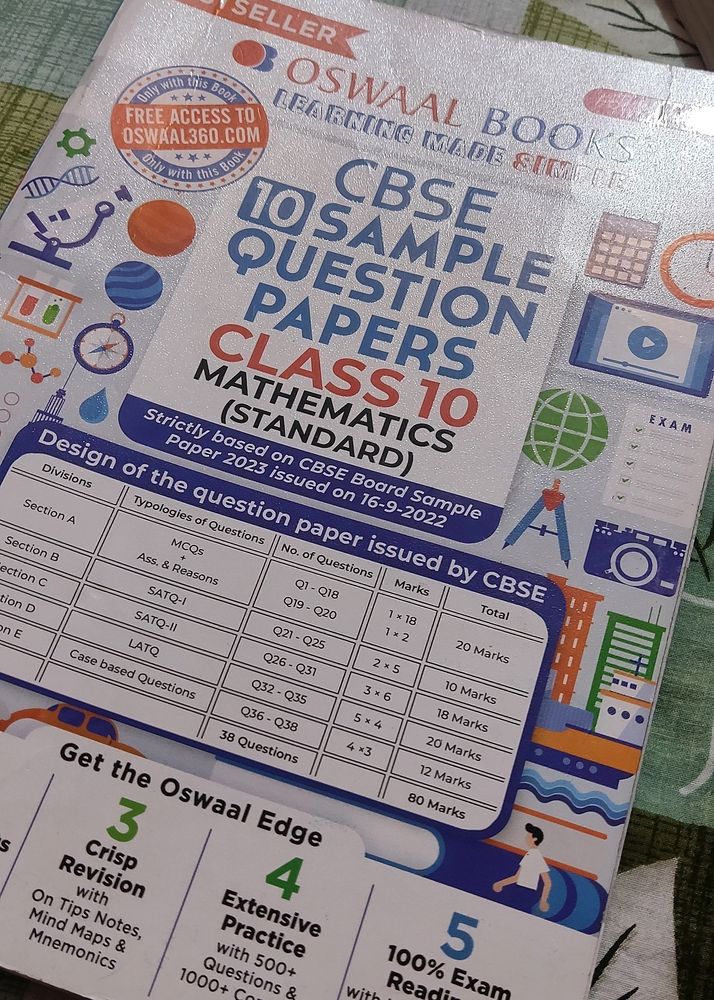 SELLER
OSWAAL BOOKS
LEARNING MADE SIMPLE
Only with this Book
FREE ACCESS TO
OSWAAL360.COM
Only with this Book
CBSE
10 SAMPLE
QUESTION
PAPERS
CLASS 10
MATHEMATICS
(STANDARD)
Strictly based on CBSE Board Sample
Paper 2023 issued on 16-9-2022
EXAM
Design of the question paper issued by CBSE
Divisions Typologies of Questions No. of Questions Marks Total
Section A MCQs + Ass. & Reasons Q1 - Q18 Q19 - Q20 1 × 18 1 × 2 20 Marks
Section B SATQ-I Q21 - Q25 2 × 5 10 Marks
ection C SATQ-II Q26 - Q31 3 × 6 18 Marks
tion D LATQ Q32 - Q35 5 × 4 20 Marks
n E Case based Questions Q36 - Q38 4 ×3 12 Marks
38 Questions 80 Marks
Get the Oswaal Edge
3
Crisp
Revision
with
On Tips Notes,
Mind Maps &
Mnemonics
4
Extensive
Practice
with 500+
Questions &
1000+
5
100% Exam